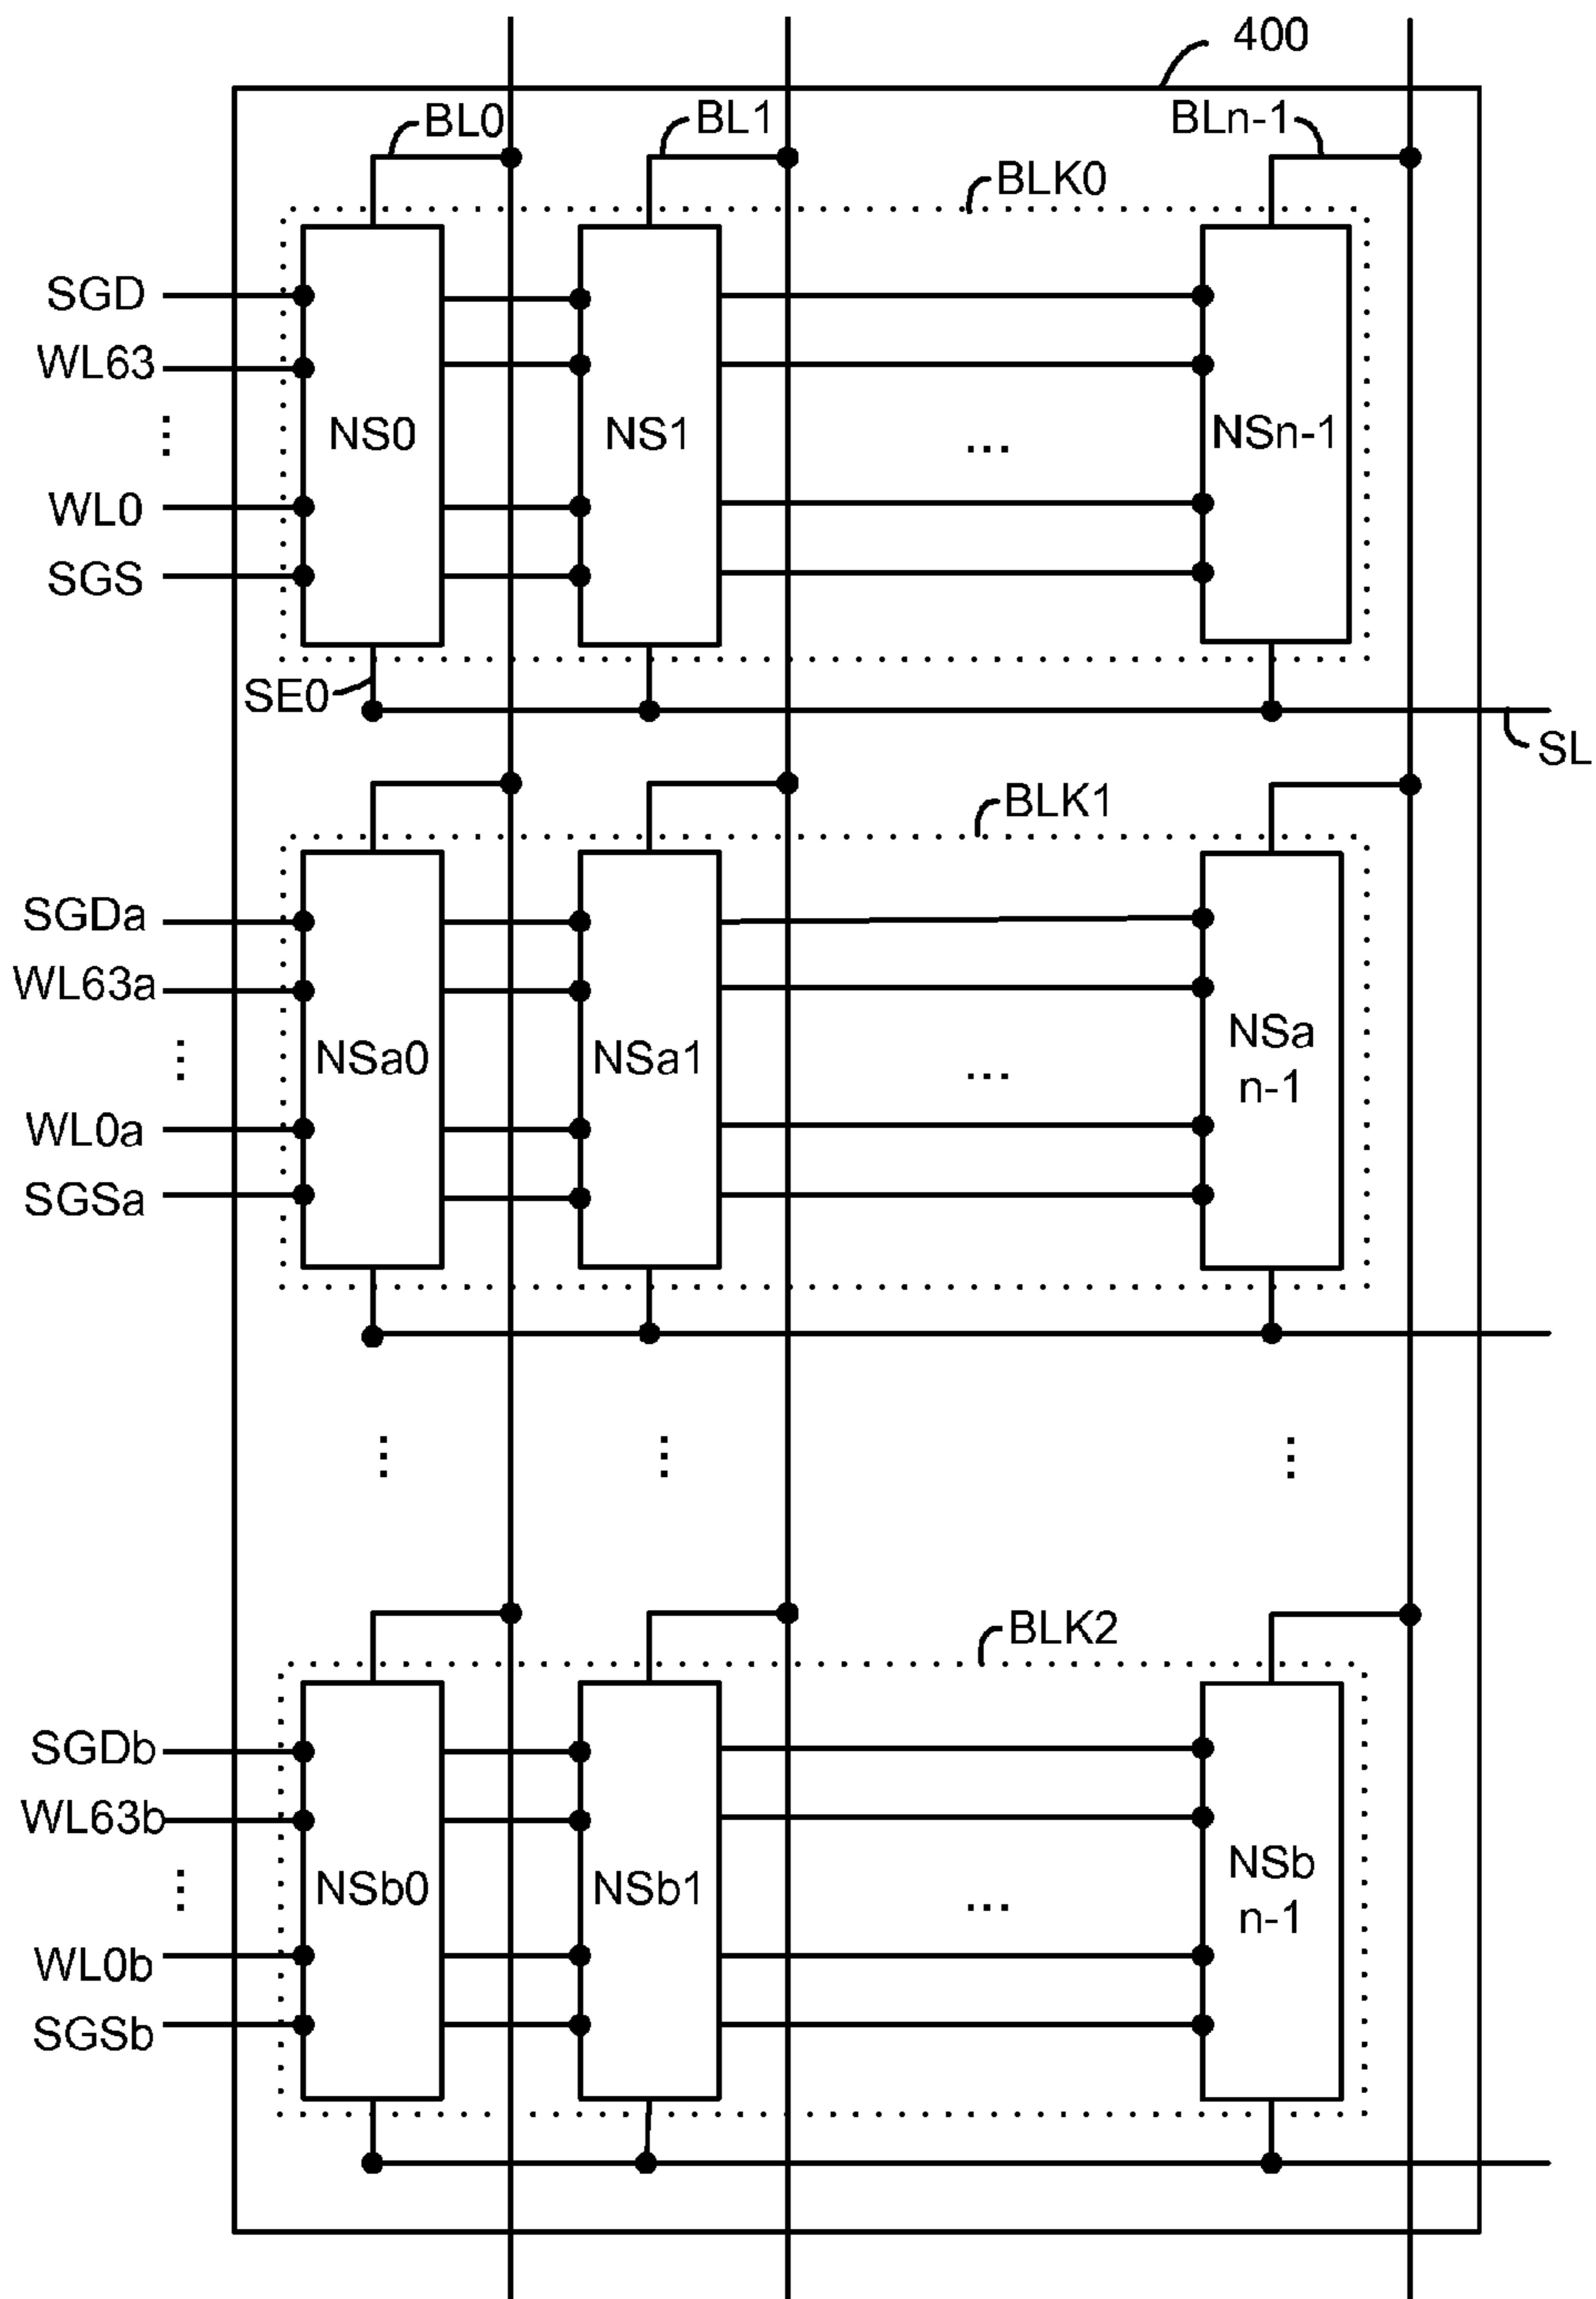 400
BL0
BL1
BLn-1
BLK0
SGD
WL63
⋮
WL0
SGS
NS0
NS1
...
NSn-1
SE0
SL
BLK1
SGDa
WL63a
⋮
WL0a
SGSa
NSa0
NSa1
...
NSa
n-1
⋮
⋮
⋮
BLK2
SGDb
WL63b
⋮
WL0b
SGSb
NSb0
NSb1
...
NSb
n-1